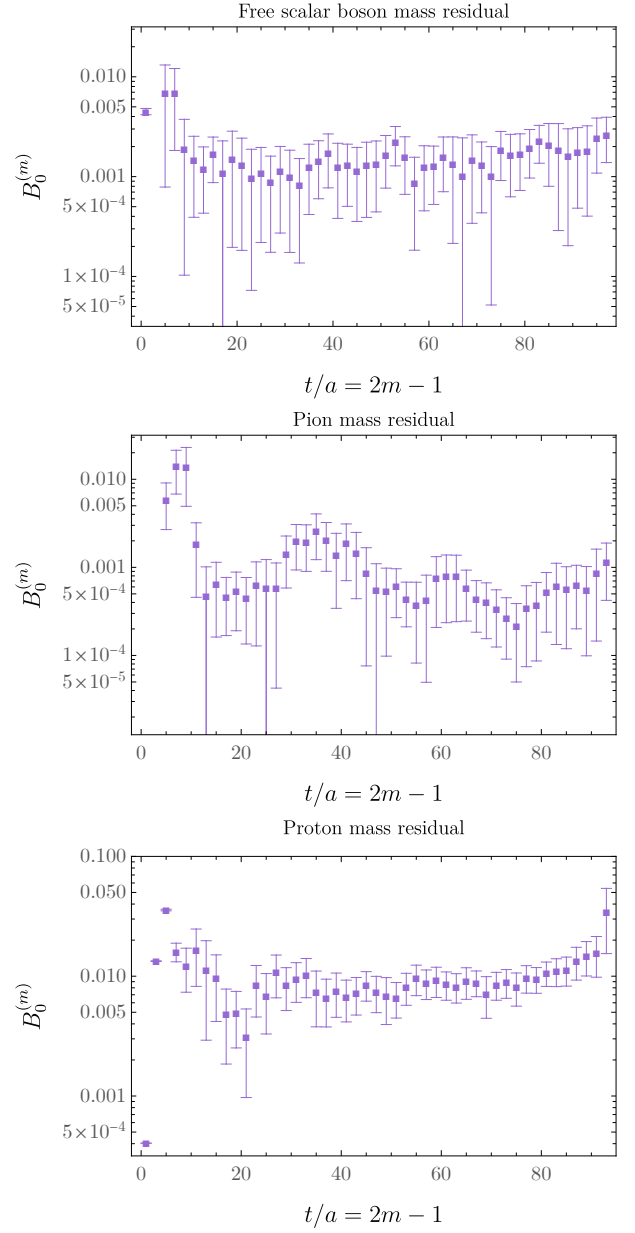 Free scalar boson mass residual
0.010
0.005
0.001
5×10⁻⁴
1×10⁻⁴
5×10⁻⁵
B₀⁽ᵐ⁾
0 20 40 60 80
t/a = 2m − 1
Pion mass residual
0.010
0.005
0.001
5×10⁻⁴
1×10⁻⁴
5×10⁻⁵
B₀⁽ᵐ⁾
0 20 40 60 80
t/a = 2m − 1
Proton mass residual
0.100
0.050
0.010
0.005
0.001
5×10⁻⁴
B₀⁽ᵐ⁾
0 20 40 60 80
t/a = 2m − 1